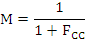 M = 1 / (1 + F_CC)